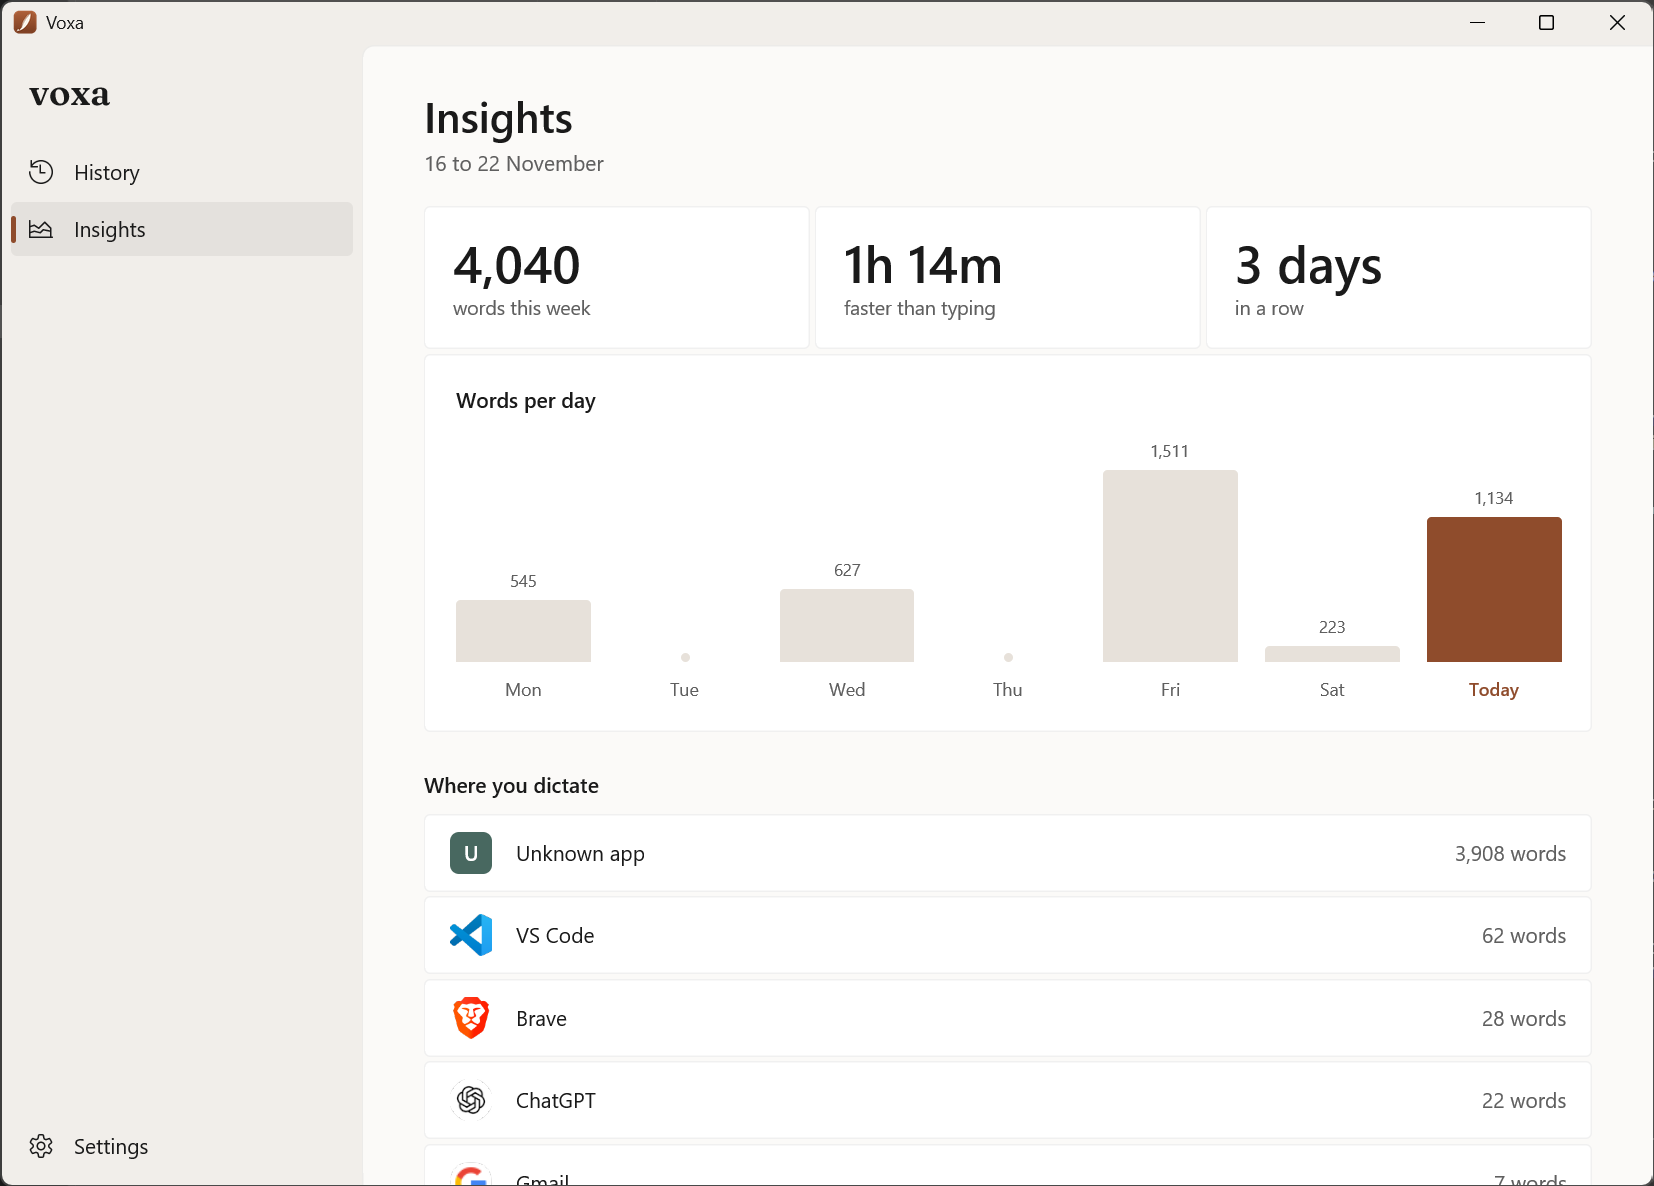 Voxa
voxa
History
Insights
Settings
Insights
16 to 22 November
4,040
words this week
1h 14m
faster than typing
3 days
in a row
Words per day
545
627
1,511
223
1,134
Mon
Tue
Wed
Thu
Fri
Sat
Today
Where you dictate
U
Unknown app
3,908 words
VS Code
62 words
Brave
28 words
ChatGPT
22 words
Gmail
7 words